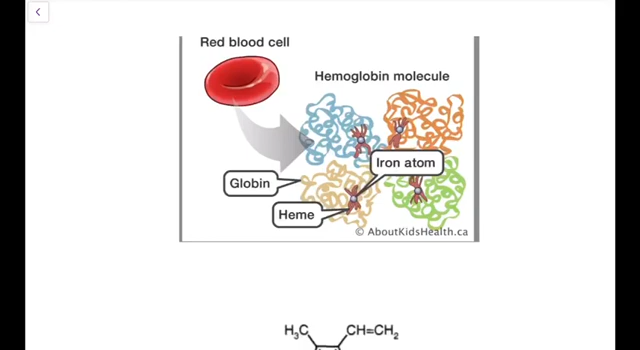 Red blood cell
Hemoglobin molecule
Iron atom
Globin
Heme
© AboutKidsHealth.ca
H₃C CH=CH₂